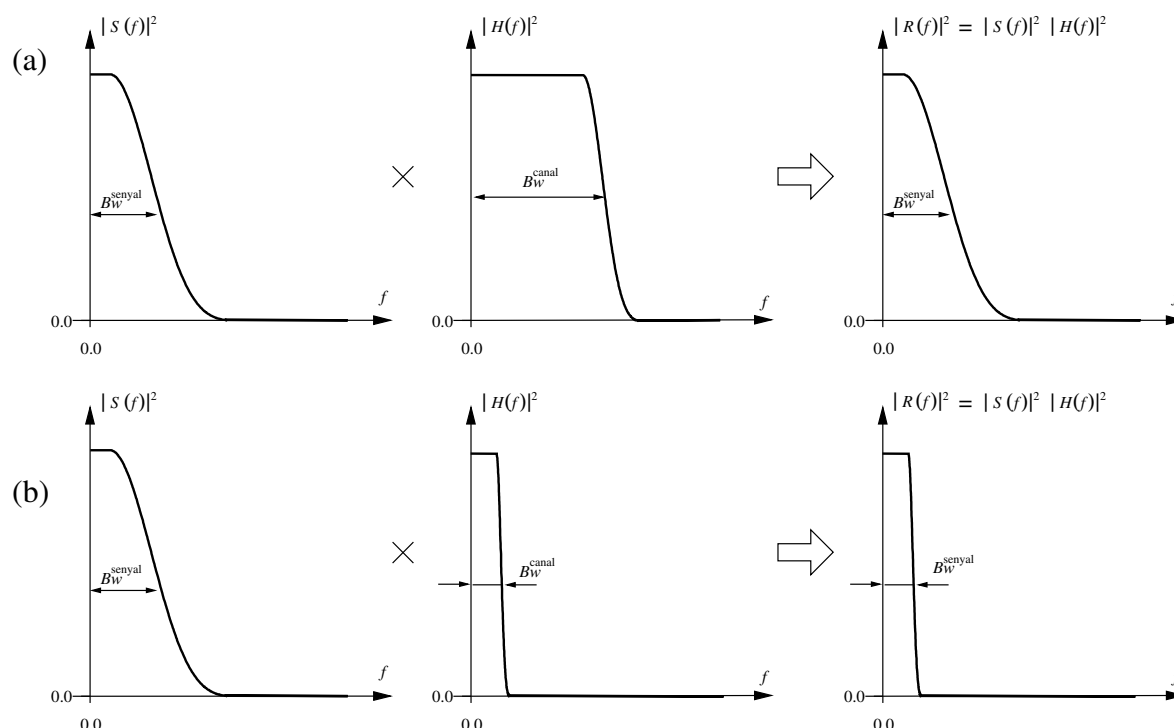 (a)
| S (f)|²
Bw^senyal
f
0.0
0.0
| H(f)|²
Bw^canal
f
0.0
0.0
| R(f)|² = | S(f)|² | H(f)|²
Bw^senyal
0.0
0.0
(b)
| S (f)|²
Bw^senyal
f
0.0
0.0
| H(f)|²
Bw^canal
f
0.0
0.0
| R(f)|² = | S(f)|² | H(f)|²
Bw^senyal
0.0
0.0